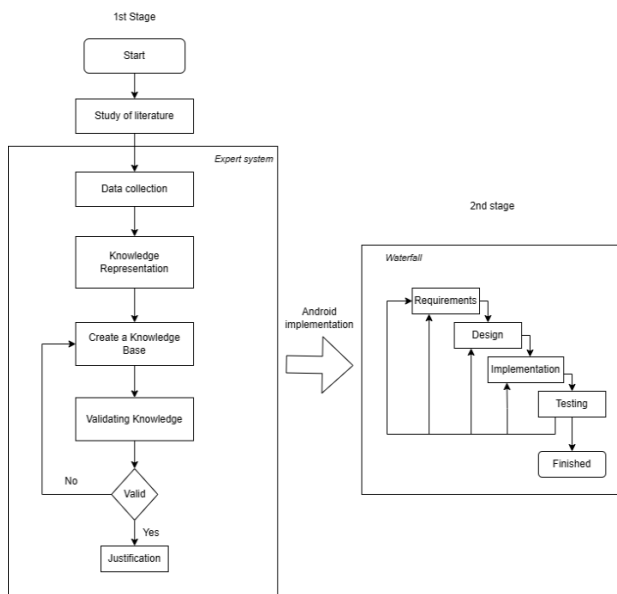 1st Stage
Start
Study of literature
Expert system
Data collection
Knowledge
Representation
Create a Knowledge
Base
Validating Knowledge
No
Valid
Yes
Justification
Android
implementation
2nd stage
Waterfall
Requirements
Design
Implementation
Testing
Finished